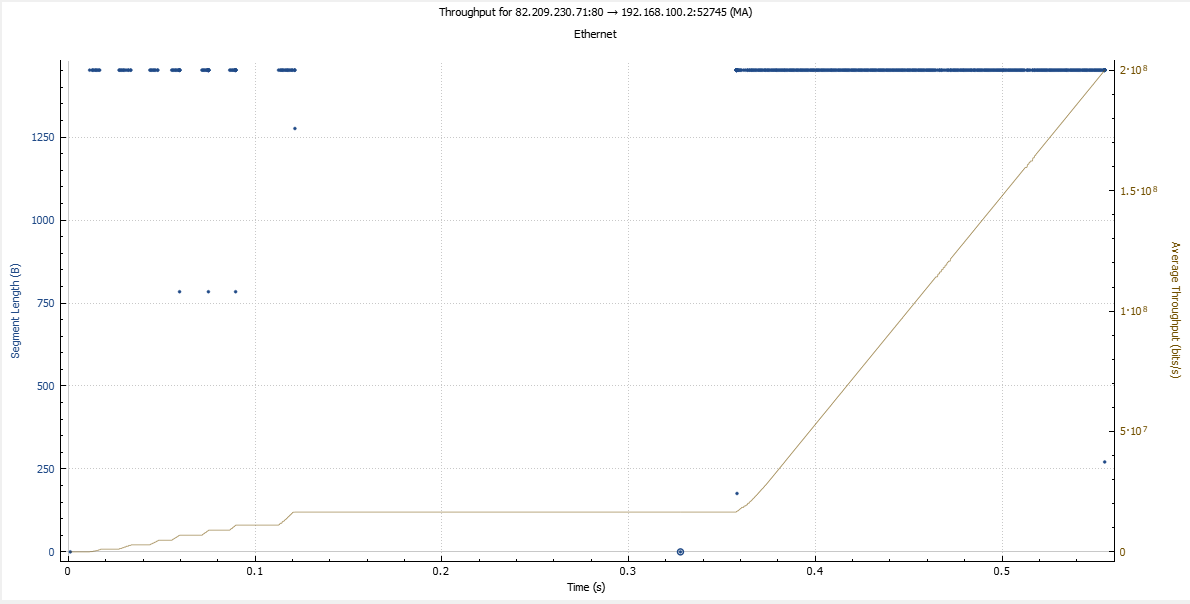 Throughput for 82.209.230.71:80 → 192.168.100.2:52745 (MA)
Ethernet
Segment Length (B)
1250
1000
750
500
250
0
2·10⁸
1.5·10⁸
1·10⁸
5·10⁷
0
Average Throughput (bits/s)
0 0.1 0.2 0.3 0.4 0.5
Time (s)